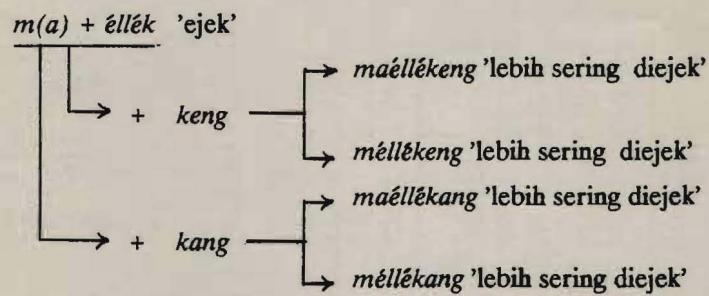 m(a) + éllék 'ejek'
maéllékeng 'lebih sering diejek'
+ keng
méllékeng 'lebih sering diejek'
maéllékang 'lebih sering diejek'
+ kang
méllékang 'lebih sering diejek'